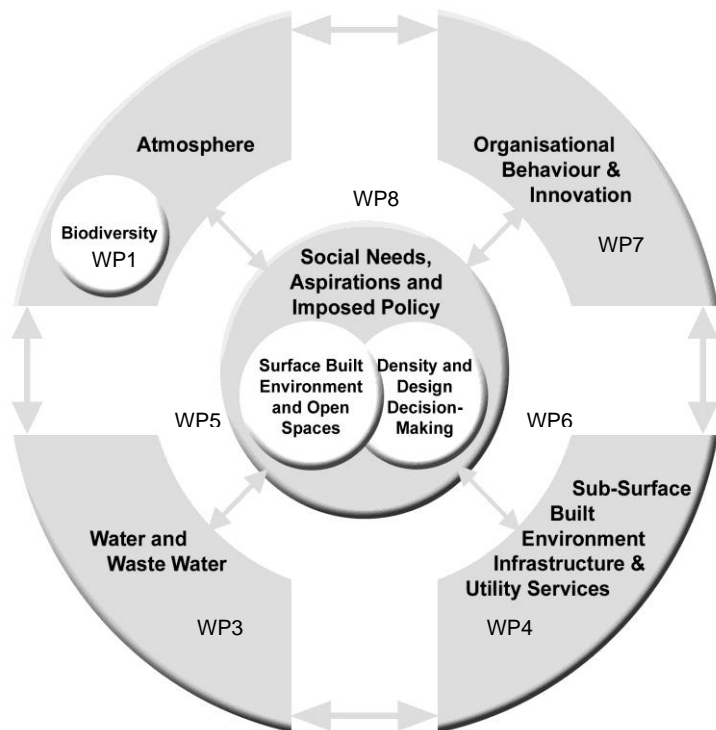 Atmosphere
Biodiversity
WP1
Organisational
Behaviour &
Innovation
WP7
WP8
Social Needs,
Aspirations and
Imposed Policy
Surface Built
Environment
and Open
Spaces
Density and
Design
Decision-
Making
WP5
WP6
Water and
Waste Water
WP3
Sub-Surface
Built
Environment
Infrastructure &
Utility Services
WP4